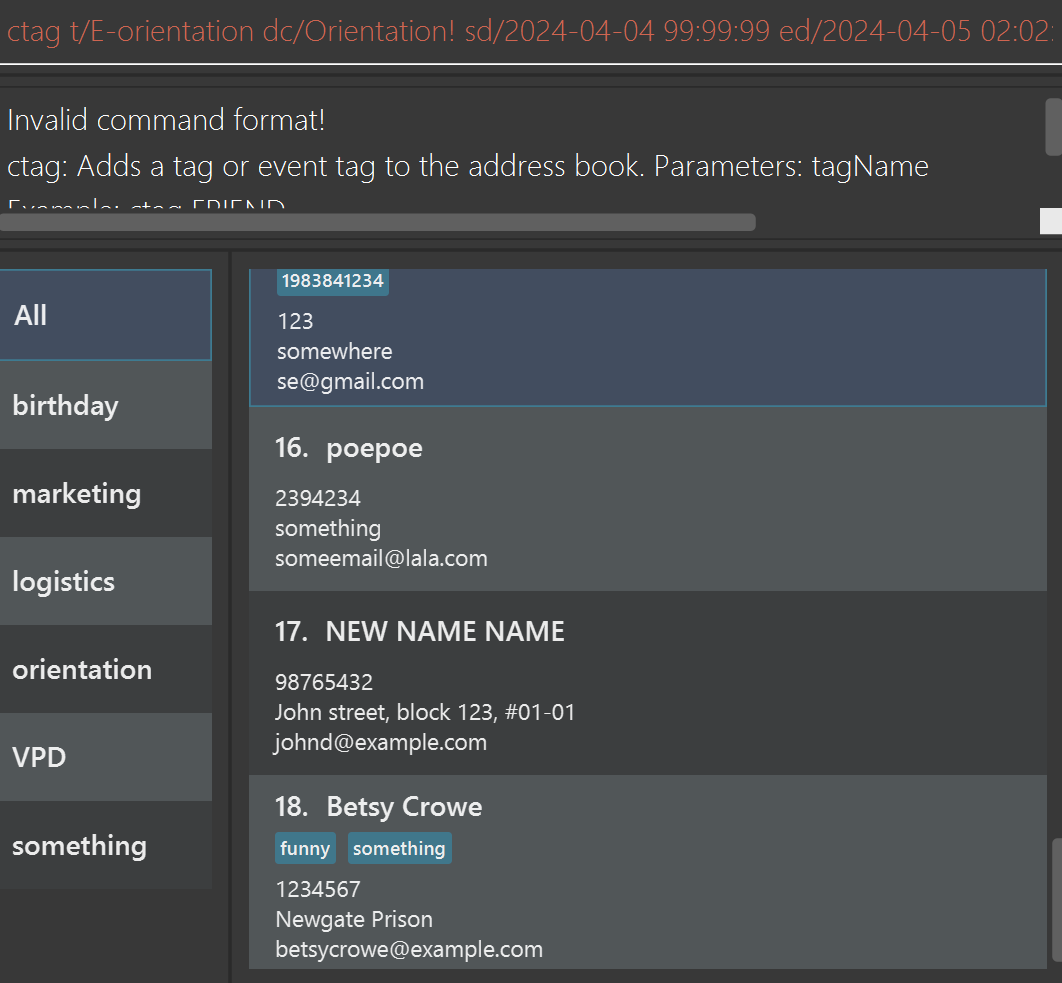 ctag t/E-orientation dc/Orientation! sd/2024-04-04 99:99:99 ed/2024-04-05 02:02:
Invalid command format!
ctag: Adds a tag or event tag to the address book. Parameters: tagName
Example: ctag FRIEND
All
birthday
marketing
logistics
orientation
VPD
something
1983841234
123
somewhere
se@gmail.com
16. poepoe
2394234
something
someemail@lala.com
17. NEW NAME NAME
98765432
John street, block 123, #01-01
johnd@example.com
18. Betsy Crowe
funny something
1234567
Newgate Prison
betsycrowe@example.com